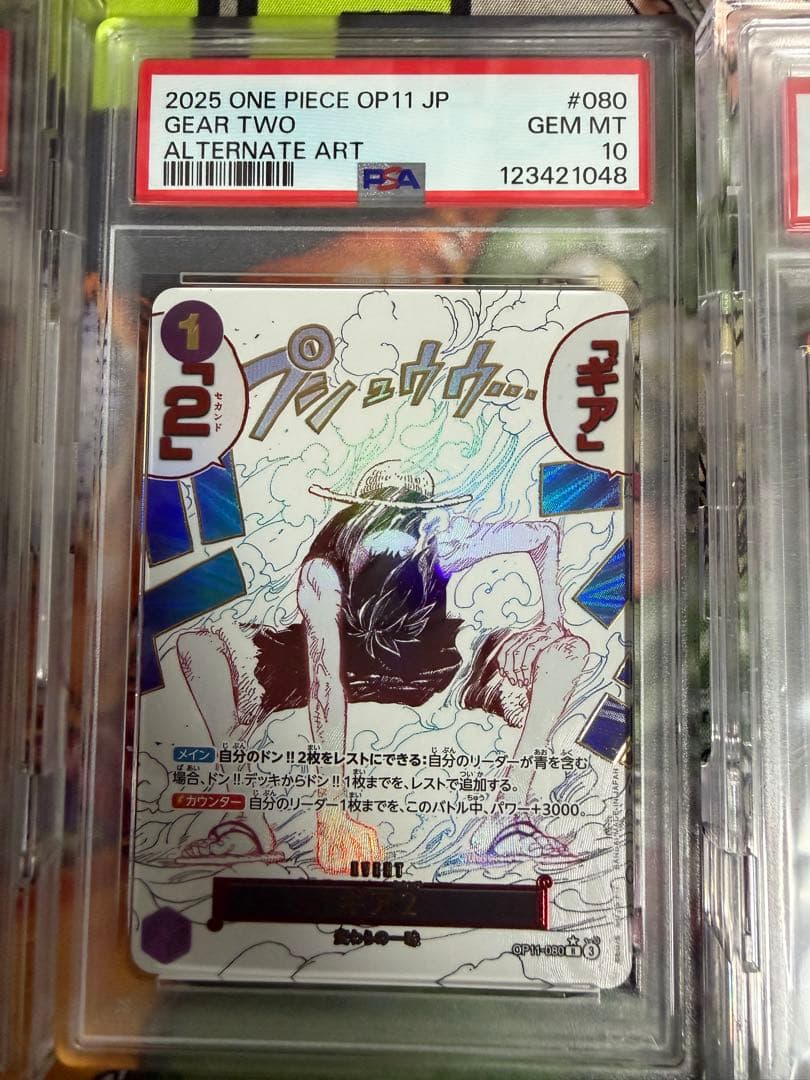 2025 ONE PIECE OP11 JP #080
GEAR TWO GEM MT
ALTERNATE ART 10
PSA 123421048
1
「ギア」
「2」
セカンド
プシュウウ…
ド
メイン 自分のドン!!2枚をレストにできる:自分のリーダーが青を含む
場合、ドン!!デッキからドン!!1枚までを、レストで追加する。
カウンター 自分のリーダー1枚までを、このバトル中、パワー+3000。
EVENT
ギア2
OP11-080 R 3